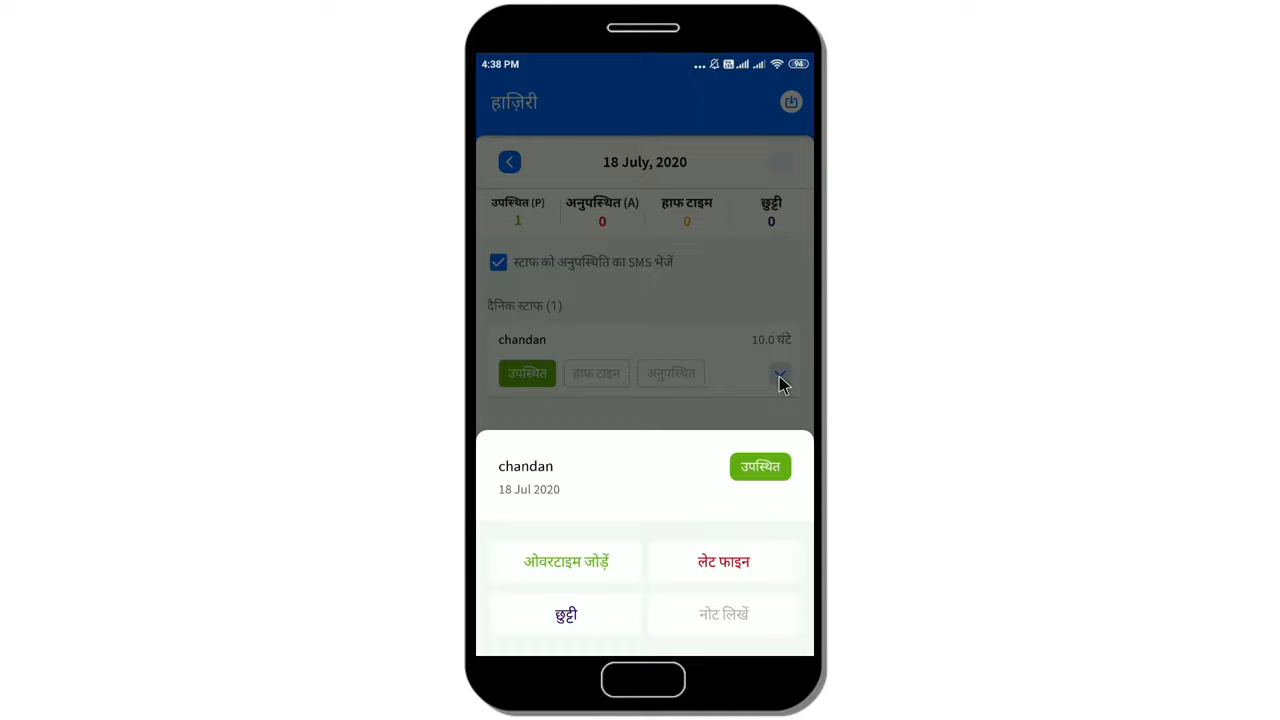 4:38 PM
94
हाज़िरी
18 July, 2020
उपस्थित (P) अनुपस्थित (A) हाफ टाइम छुट्टी
1 0 0 0
स्टाफ को अनुपस्थिति का SMS भेजें
दैनिक स्टाफ (1)
chandan 10.0 घंटे
उपस्थित हाफ टाइम अनुपस्थित
chandan उपस्थित
18 Jul 2020
ओवरटाइम जोड़ें लेट फाइन
छुट्टी नोट लिखें